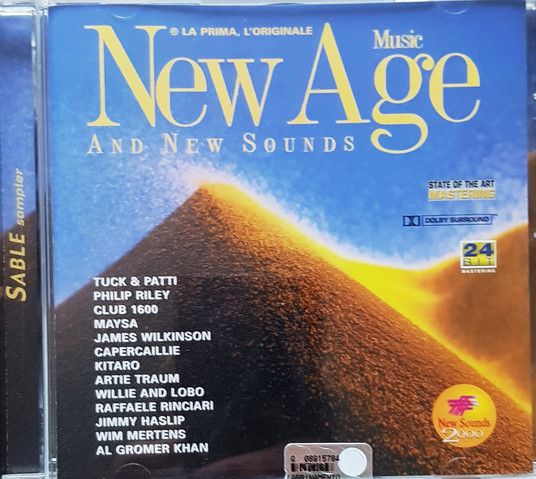 ® LA PRIMA, L'ORIGINALE
Music
New Age
AND NEW SOUNDS
STATE OF THE ART
MASTERING
DOLBY SURROUND
24
BIT
MASTERING
SABLE sampler
TUCK & PATTI
PHILIP RILEY
CLUB 1600
MAYSA
JAMES WILKINSON
CAPERCAILLIE
KITARO
ARTIE TRAUM
WILLIE AND LOBO
RAFFAELE RINCIARI
JIMMY HASLIP
WIM MERTENS
AL GROMER KHAN
New Sounds
2000
G 08915784